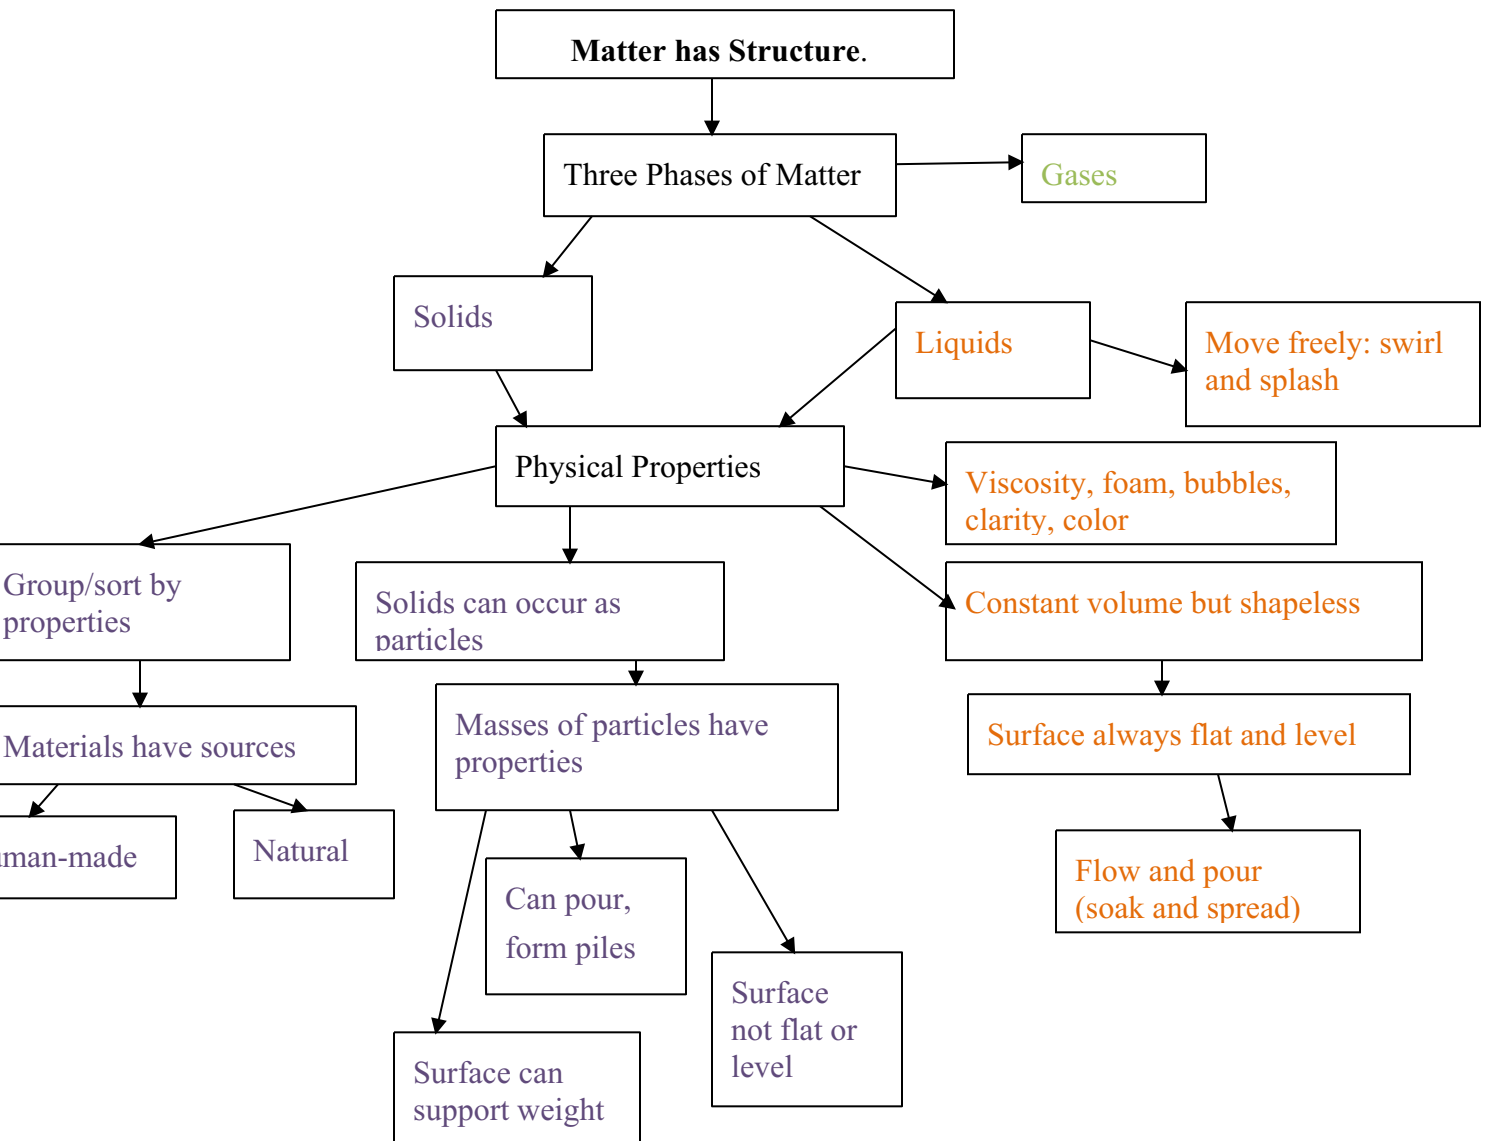 Matter has Structure.
Three Phases of Matter
Gases
Solids
Liquids
Move freely: swirl
and splash
Physical Properties
Viscosity, foam, bubbles,
clarity, color
Group/sort by
properties
Solids can occur as
particles
Constant volume but shapeless
Materials have sources
Masses of particles have
properties
Surface always flat and level
uman-made
Natural
Can pour,
form piles
Flow and pour
(soak and spread)
Surface
not flat or
level
Surface can
support weight